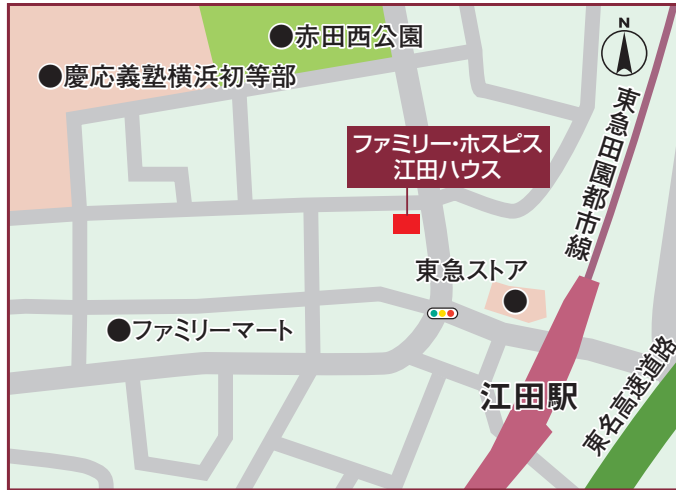 ●赤田西公園
N
●慶応義塾横浜初等部
東急田園都市線
ファミリー・ホスピス
江田ハウス
東急ストア
●ファミリーマート
江田駅
東名高速道路